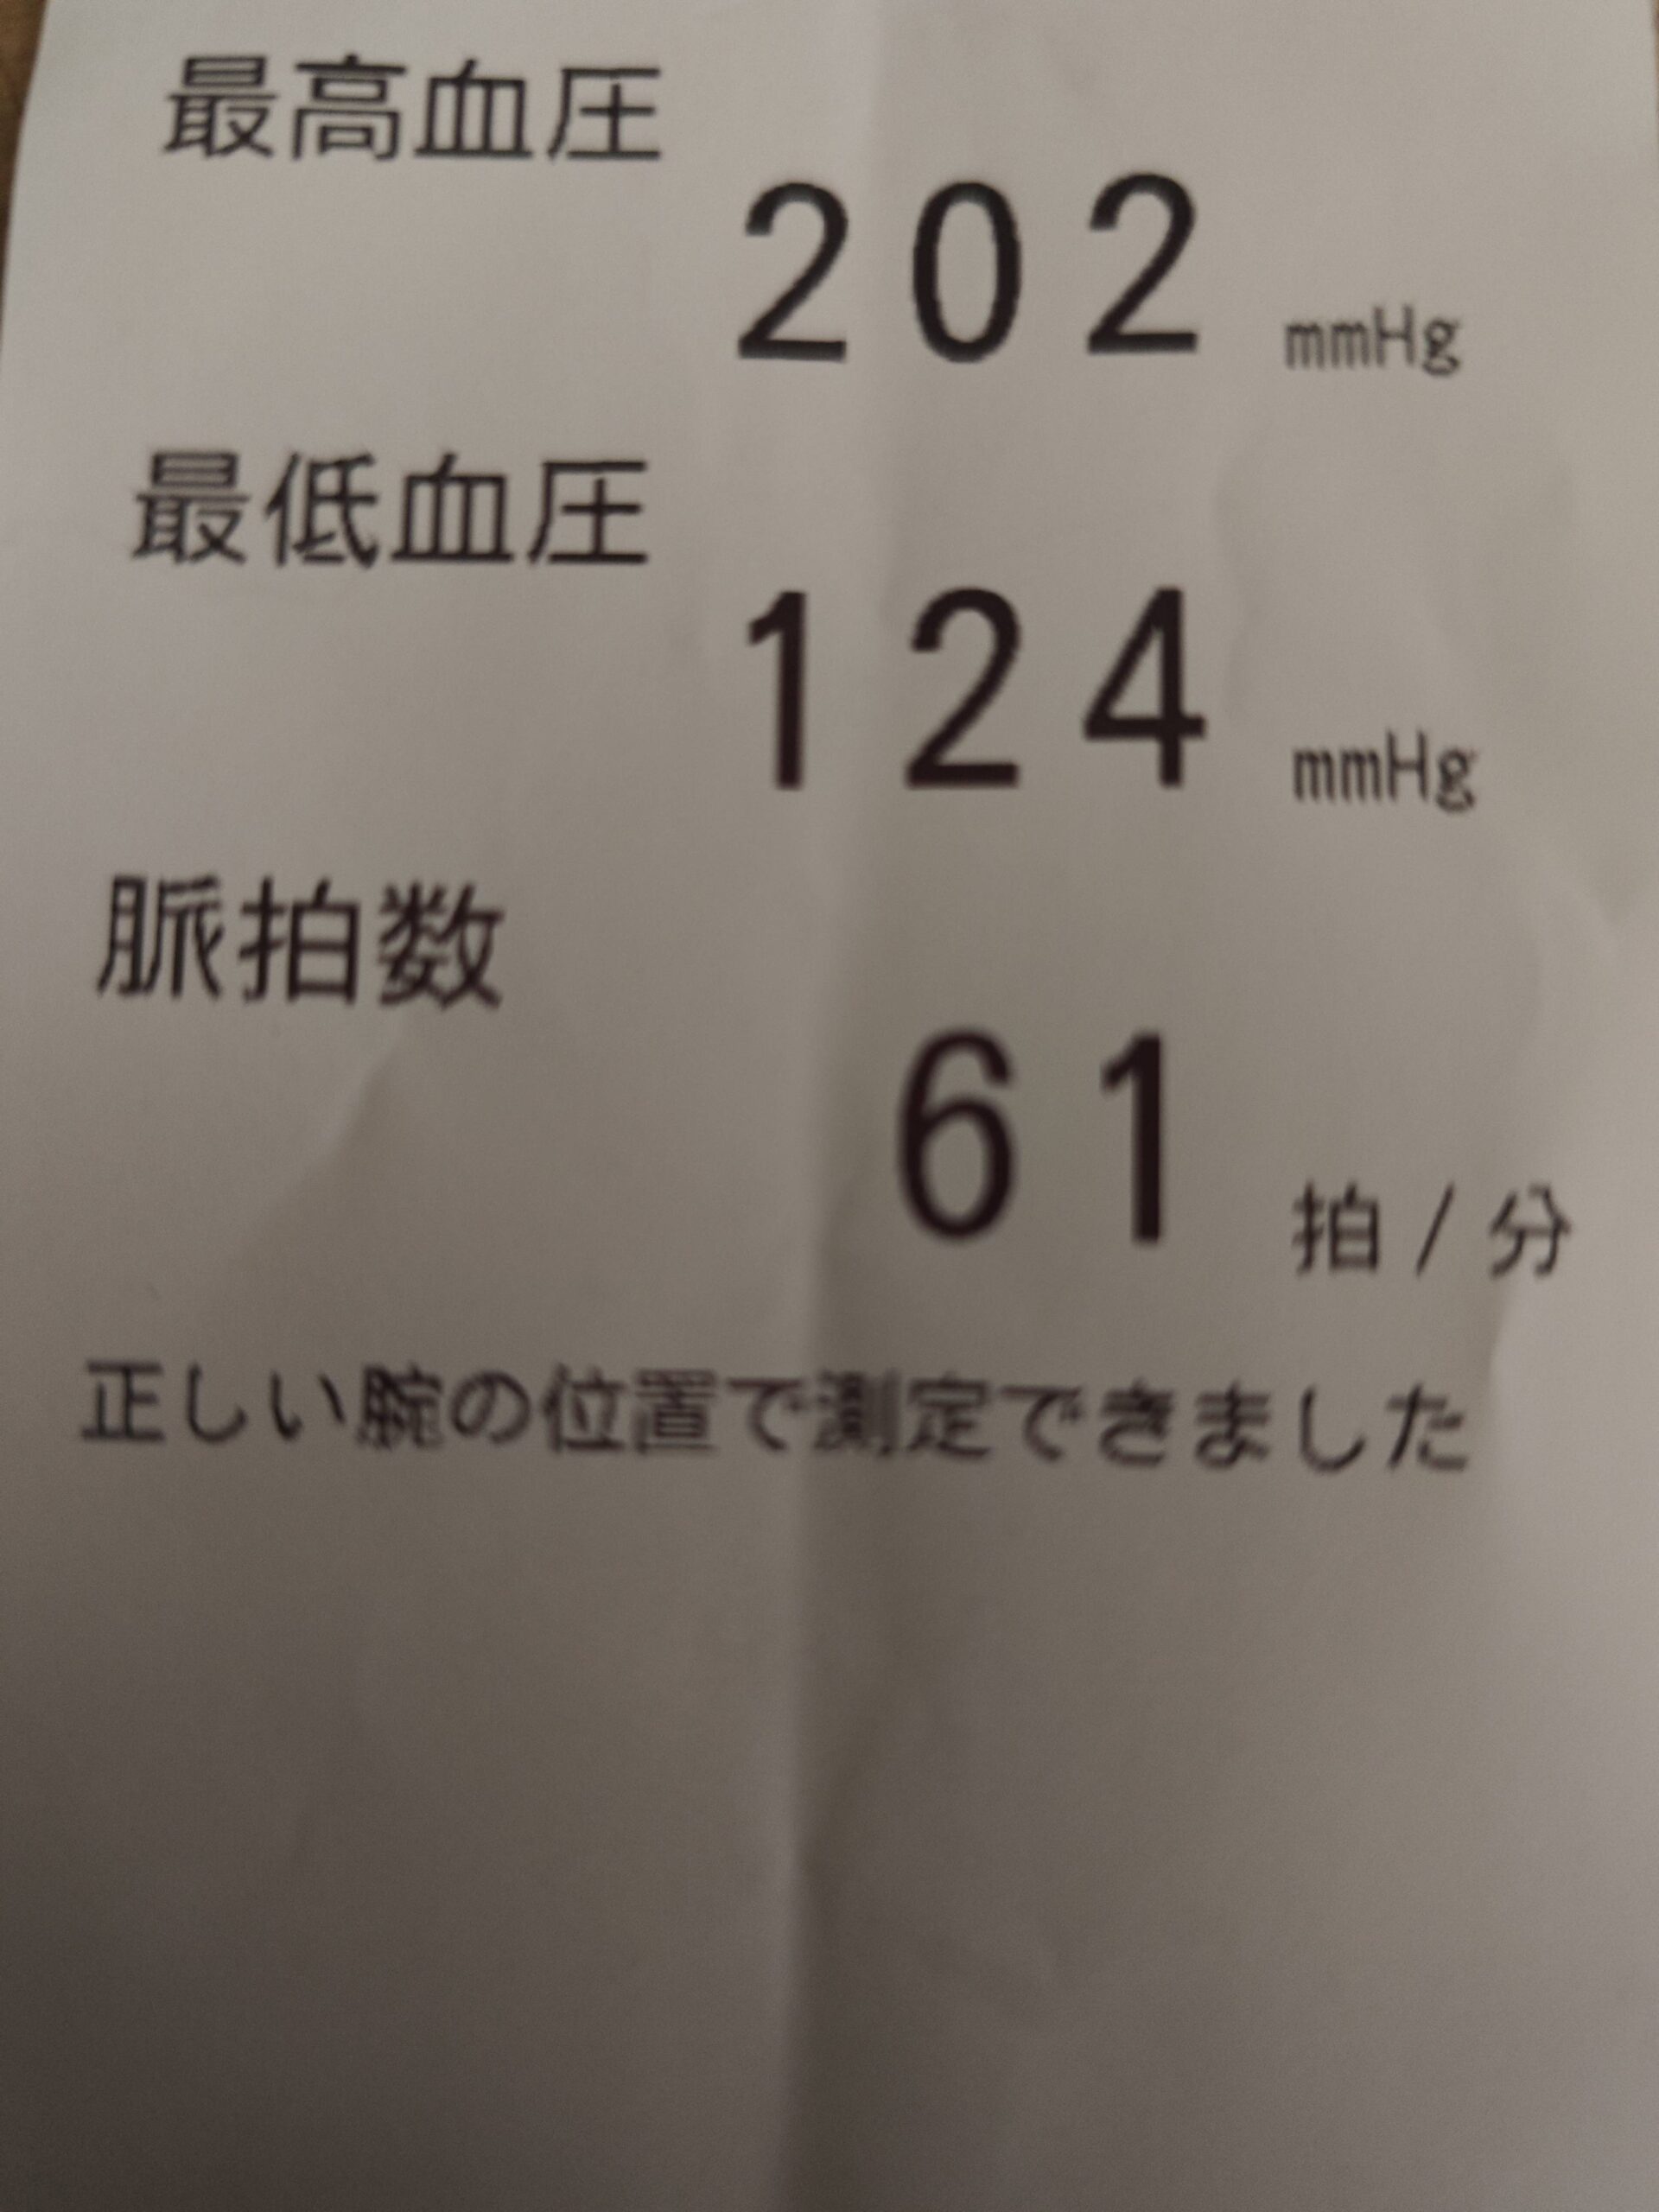 最高血圧
202 mmHg
最低血圧
124 mmHg
脈拍数
61 拍/分
正しい腕の位置で測定できました